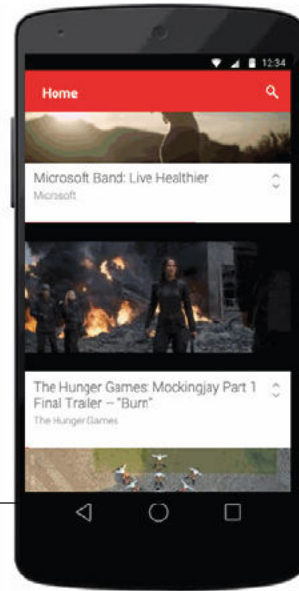 12:34
Home
Microsoft Band: Live Healthier
Microsoft
The Hunger Games: Mockingjay Part 1
Final Trailer – "Burn"
The Hunger Games